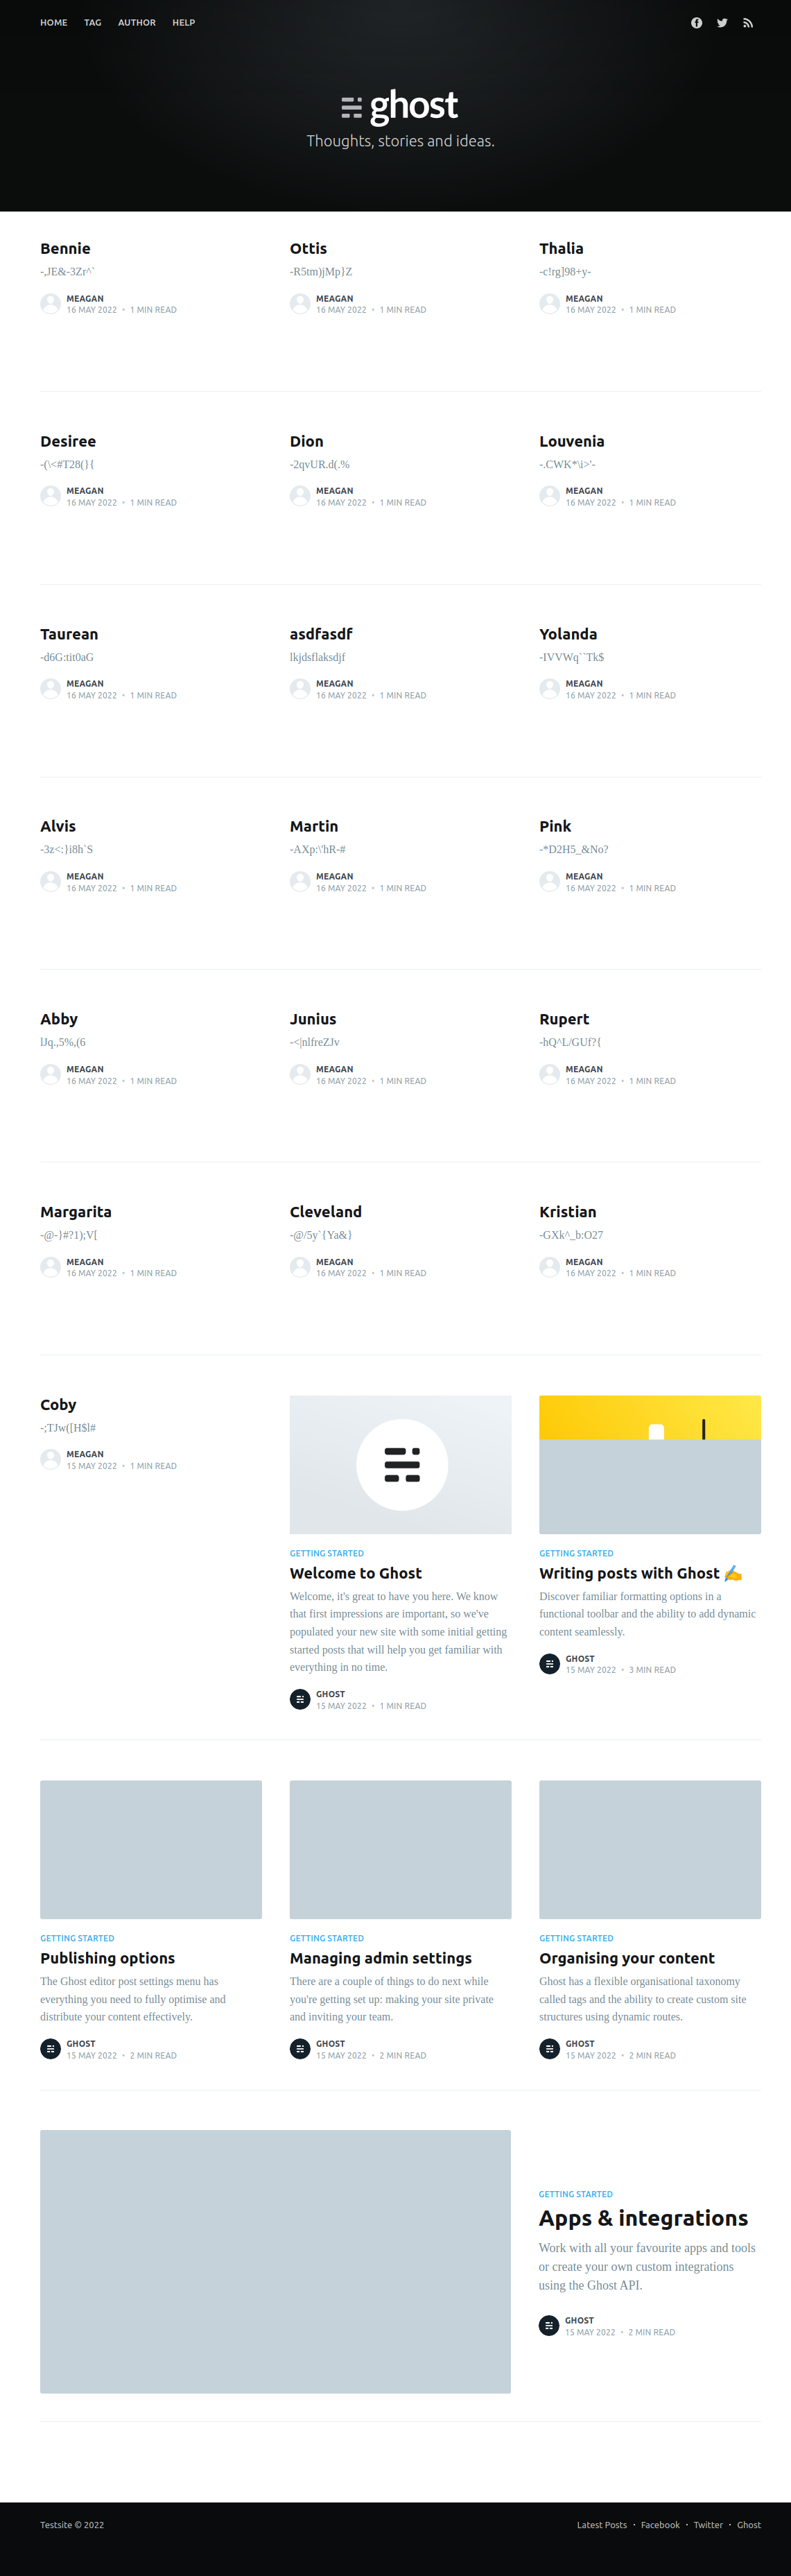 HOME TAG AUTHOR HELP
ghost
Thoughts, stories and ideas.
Bennie
-,JE&-3Zr^`
MEAGAN
16 MAY 2022 • 1 MIN READ
Ottis
-R5tm)jMp}Z
MEAGAN
16 MAY 2022 • 1 MIN READ
Thalia
-c!rg]98+y-
MEAGAN
16 MAY 2022 • 1 MIN READ
Desiree
-(\<#T28(}{
MEAGAN
16 MAY 2022 • 1 MIN READ
Dion
-2qvUR.d(.%
MEAGAN
16 MAY 2022 • 1 MIN READ
Louvenia
-.CWK*\i>'-
MEAGAN
16 MAY 2022 • 1 MIN READ
Taurean
-d6G:tit0aG
MEAGAN
16 MAY 2022 • 1 MIN READ
asdfasdf
lkjdsflaksdjf
MEAGAN
16 MAY 2022 • 1 MIN READ
Yolanda
-IVVWq``Tk$
MEAGAN
16 MAY 2022 • 1 MIN READ
Alvis
-3z<:}i8h`S
MEAGAN
16 MAY 2022 • 1 MIN READ
Martin
-AXp:\'hR-#
MEAGAN
16 MAY 2022 • 1 MIN READ
Pink
-*D2H5_&No?
MEAGAN
16 MAY 2022 • 1 MIN READ
Abby
lJq.,5%,(6
MEAGAN
16 MAY 2022 • 1 MIN READ
Junius
-<|nlfreZJv
MEAGAN
16 MAY 2022 • 1 MIN READ
Rupert
-hQ^L/GUf?{
MEAGAN
16 MAY 2022 • 1 MIN READ
Margarita
-@-}#?1);V[
MEAGAN
16 MAY 2022 • 1 MIN READ
Cleveland
-@/5y`{Ya&}
MEAGAN
16 MAY 2022 • 1 MIN READ
Kristian
-GXk^_b:O27
MEAGAN
16 MAY 2022 • 1 MIN READ
Coby
-;TJw([H$l#
MEAGAN
15 MAY 2022 • 1 MIN READ
GETTING STARTED
Welcome to Ghost
Welcome, it's great to have you here. We know
that first impressions are important, so we've
populated your new site with some initial getting
started posts that will help you get familiar with
everything in no time.
GHOST
15 MAY 2022 • 1 MIN READ
GETTING STARTED
Writing posts with Ghost ✍️
Discover familiar formatting options in a
functional toolbar and the ability to add dynamic
content seamlessly.
GHOST
15 MAY 2022 • 3 MIN READ
GETTING STARTED
Publishing options
The Ghost editor post settings menu has
everything you need to fully optimise and
distribute your content effectively.
GHOST
15 MAY 2022 • 2 MIN READ
GETTING STARTED
Managing admin settings
There are a couple of things to do next while
you're getting set up: making your site private
and inviting your team.
GHOST
15 MAY 2022 • 2 MIN READ
GETTING STARTED
Organising your content
Ghost has a flexible organisational taxonomy
called tags and the ability to create custom site
structures using dynamic routes.
GHOST
15 MAY 2022 • 2 MIN READ
GETTING STARTED
Apps & integrations
Work with all your favourite apps and tools
or create your own custom integrations
using the Ghost API.
GHOST
15 MAY 2022 • 2 MIN READ
Testsite © 2022
Latest Posts • Facebook • Twitter • Ghost